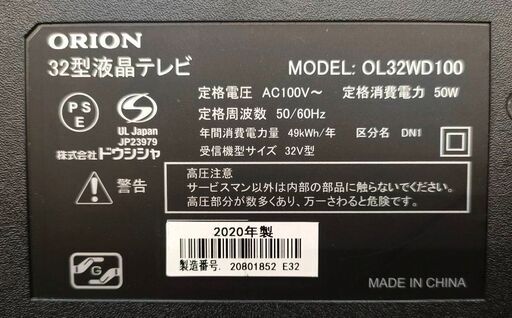 ORION
32型液晶テレビ
MODEL: OL32WD100
定格電圧 AC100V～ 定格消費電力 50W
定格周波数 50/60Hz
年間消費電力量 49kWh/年 区分名 DN1
受信機型サイズ 32V型
PS
E
UL Japan
JP23979
株式会社ドウシシャ
警告
高圧注意
サービスマン以外は内部の部品に触らないでください。
高圧部分が数多くあり、万一さわると危険です。
2020年製
製造番号. 20801852 E32
G
MADE IN CHINA